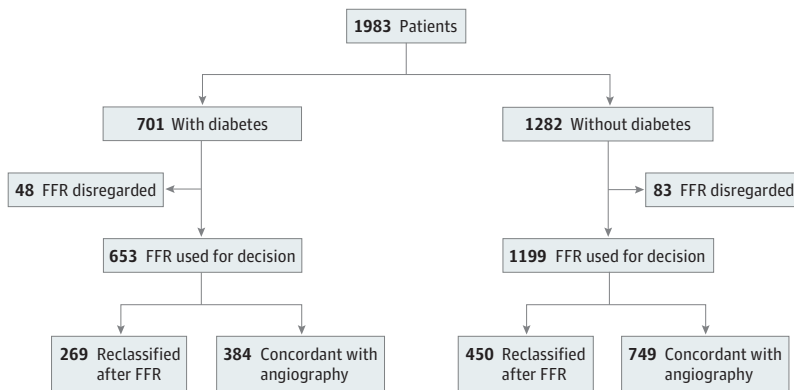 1983 Patients
701 With diabetes
1282 Without diabetes
48 FFR disregarded
83 FFR disregarded
653 FFR used for decision
1199 FFR used for decision
269 Reclassified
after FFR
384 Concordant with
angiography
450 Reclassified
after FFR
749 Concordant with
angiography